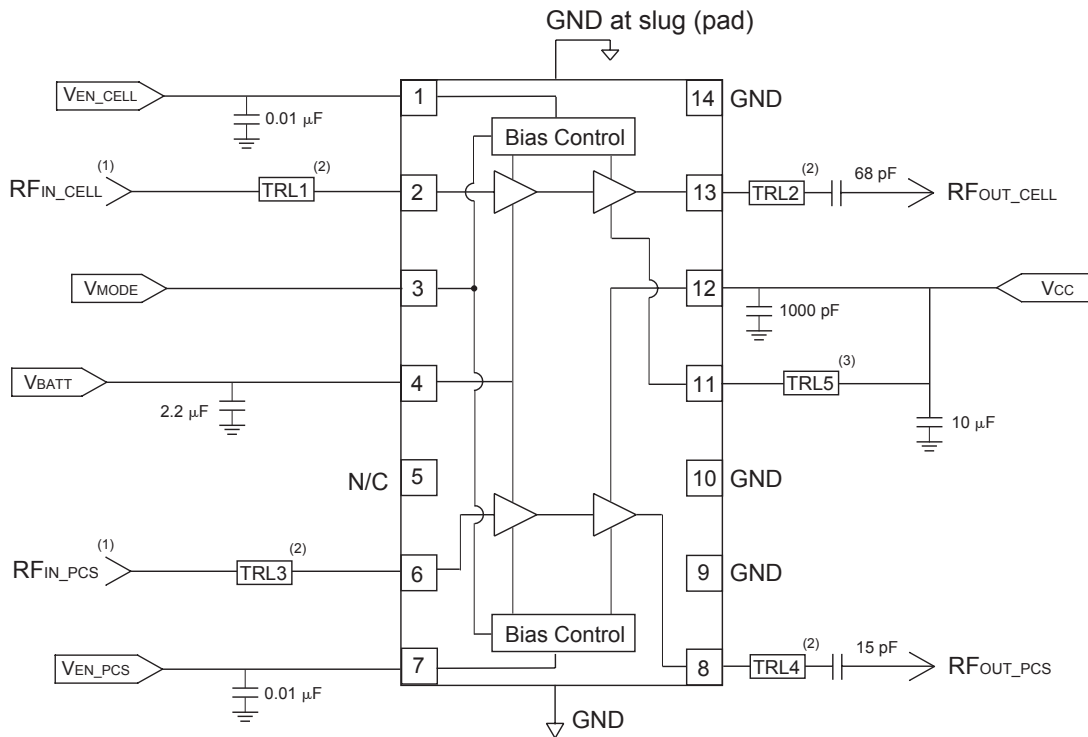 GND at slug (pad)
VEN_CELL
1
14 GND
0.01 μF
Bias Control
RFIN_CELL (1)
TRL1 (2)
2
13
TRL2 (2)
68 pF
RFOUT_CELL
VMODE
3
12
VCC
1000 pF
VBATT
4
11
TRL5 (3)
2.2 μF
10 μF
N/C 5
10 GND
RFIN_PCS (1)
TRL3 (2)
6
9 GND
Bias Control
VEN_PCS
7
8
TRL4 (2)
15 pF
RFOUT_PCS
0.01 μF
GND